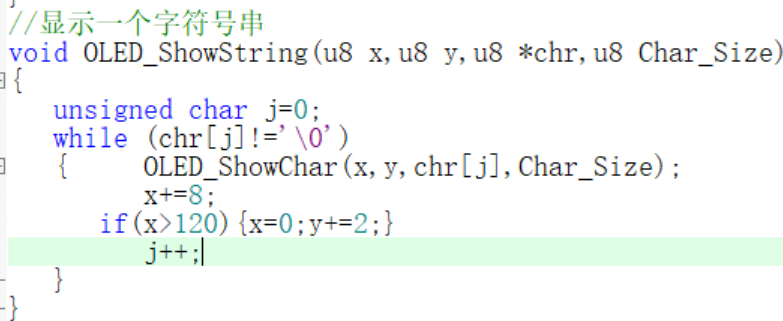 //显示一个字符号串
void OLED_ShowString(u8 x,u8 y,u8 *chr,u8 Char_Size)
{
unsigned char j=0;
while (chr[j]!='\0')
{ OLED_ShowChar(x,y,chr[j],Char_Size);
x+=8;
if(x>120){x=0;y+=2;}
j++;
}
}